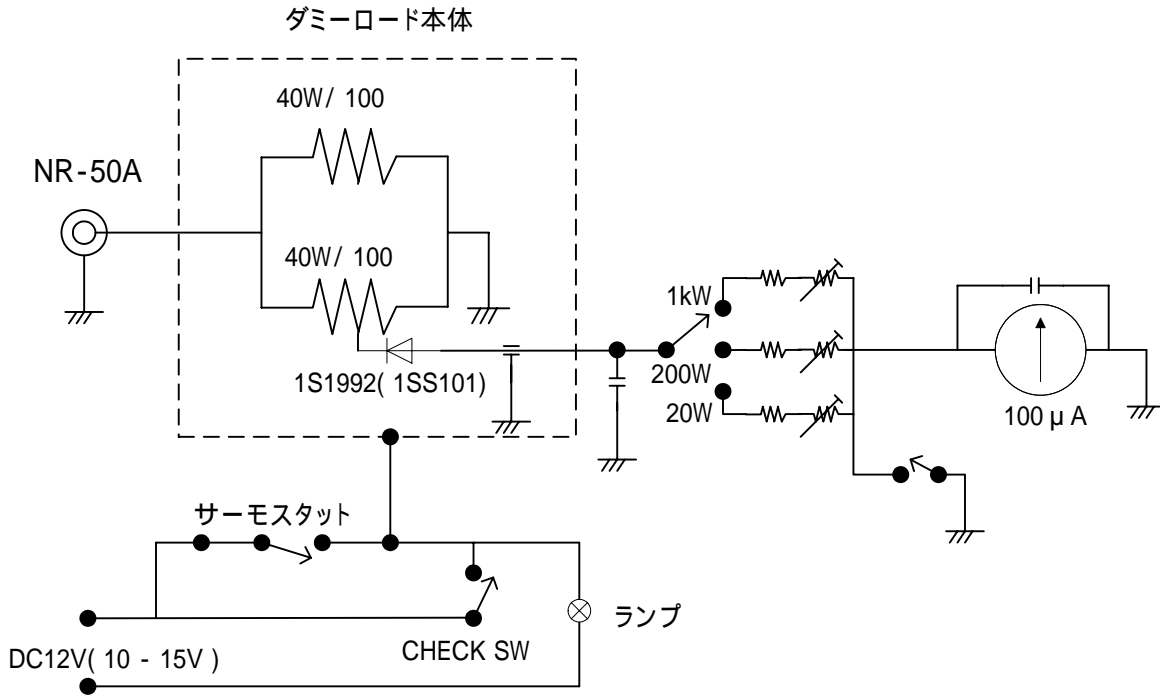 ダミーロード本体
40W/ 100
NR-50A
40W/ 100
1S1992( 1SS101)
1kW
200W
20W
100 μ A
サーモスタット
ランプ
CHECK SW
DC12V( 10 - 15V )